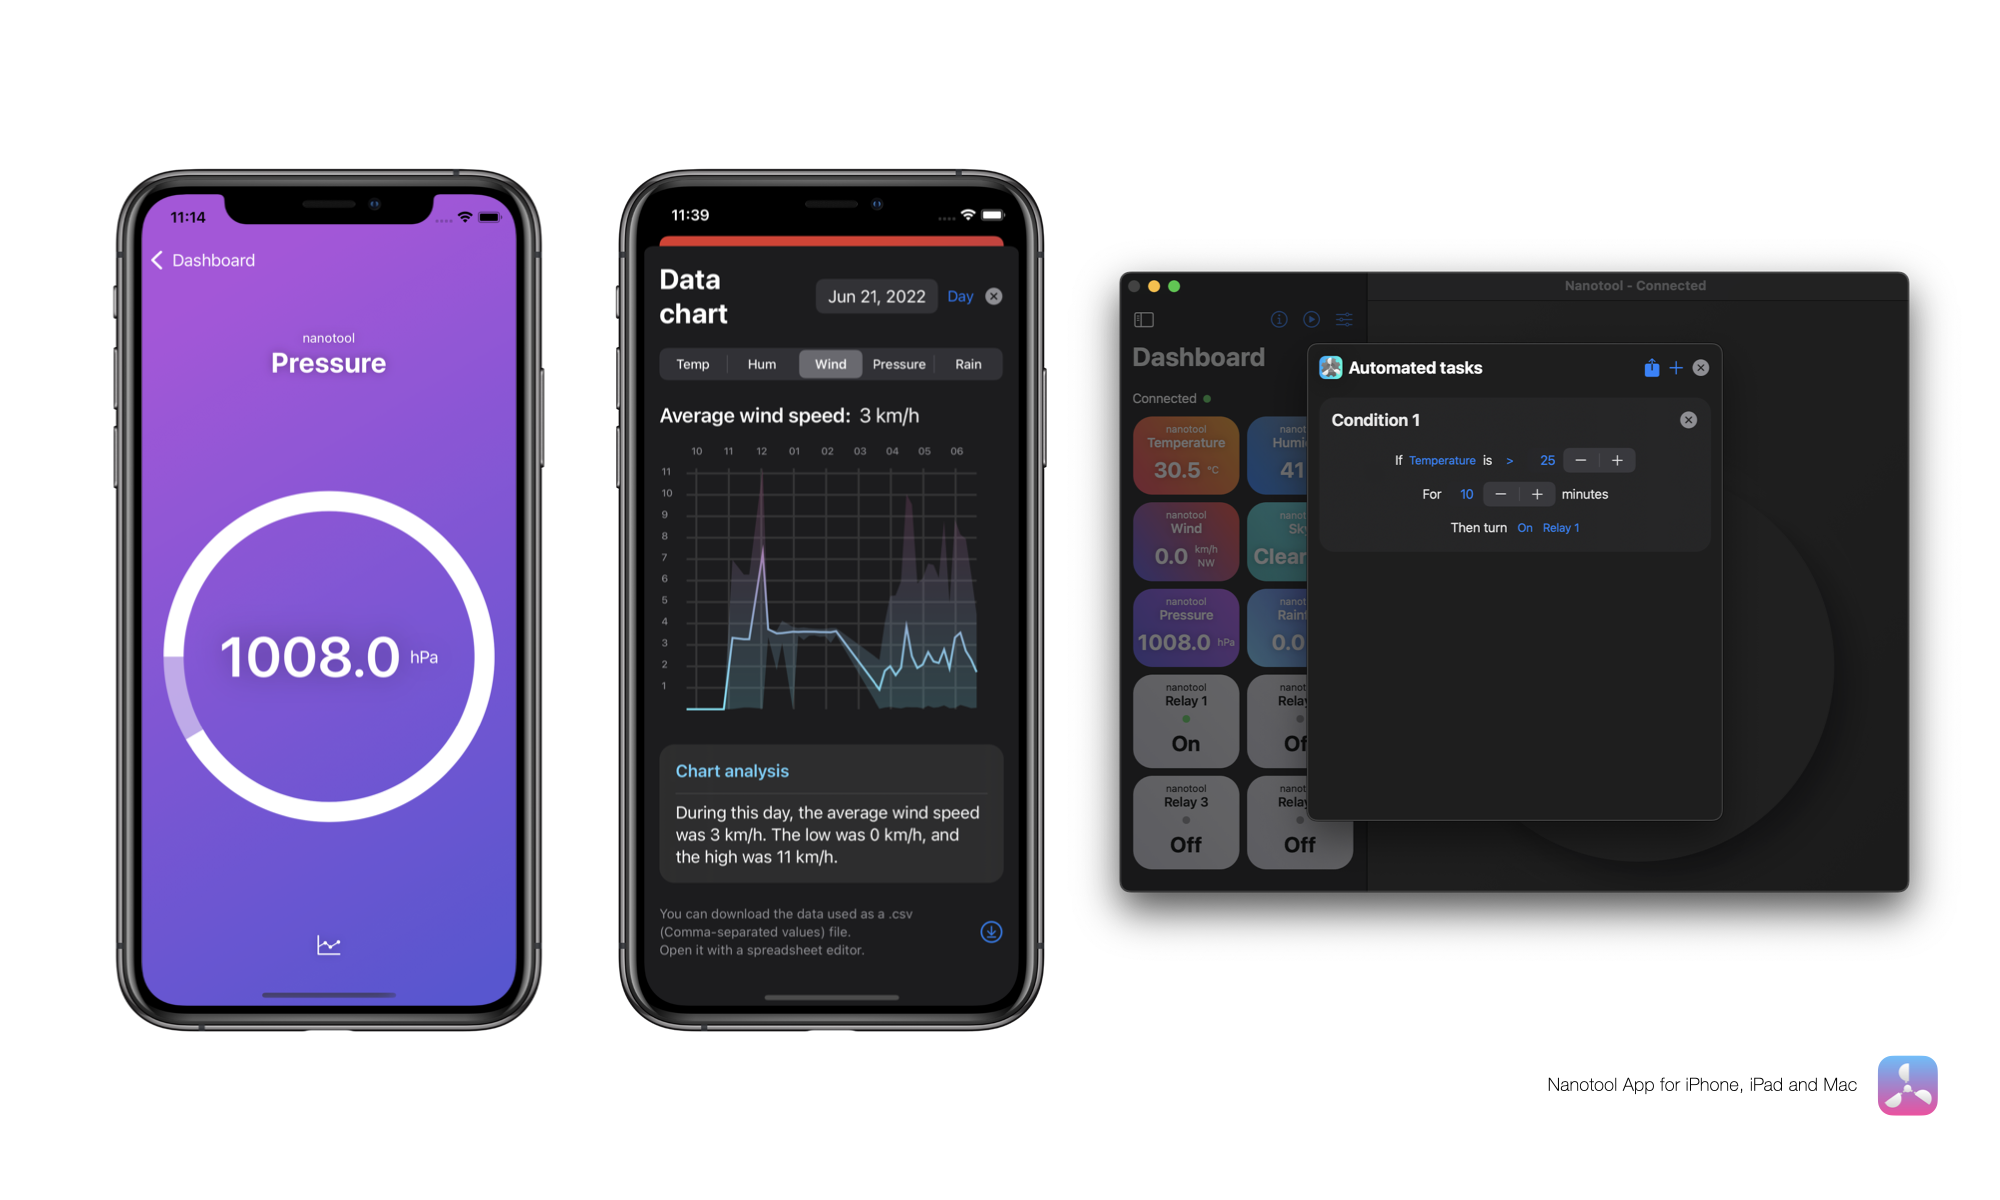 11:14
Dashboard
nanotool
Pressure
1008.0 hPa
11:39
Data
chart
Jun 21, 2022
Day
Temp Hum Wind Pressure Rain
Average wind speed: 3 km/h
10 11 12 01 02 03 04 05 06
11
10
9
8
7
6
5
4
3
2
1
Chart analysis
During this day, the average wind speed
was 3 km/h. The low was 0 km/h, and
the high was 11 km/h.
You can download the data used as a .csv
(Comma-separated values) file.
Open it with a spreadsheet editor.
Nanotool - Connected
Dashboard
Connected
nanotool
Temperature
30.5 °C
nanot
Humi
41
nanotool
Wind
0.0 km/h
NW
nanot
Sk
Clear
nanotool
Pressure
1008.0 hPa
nanot
Rain
0.0
nanotool
Relay 1
On
nanot
Rela
Of
nanotool
Relay 3
Off
nanot
Rela
Off
Automated tasks
Condition 1
If Temperature is > 25 − +
For 10 − + minutes
Then turn On Relay 1
Nanotool App for iPhone, iPad and Mac